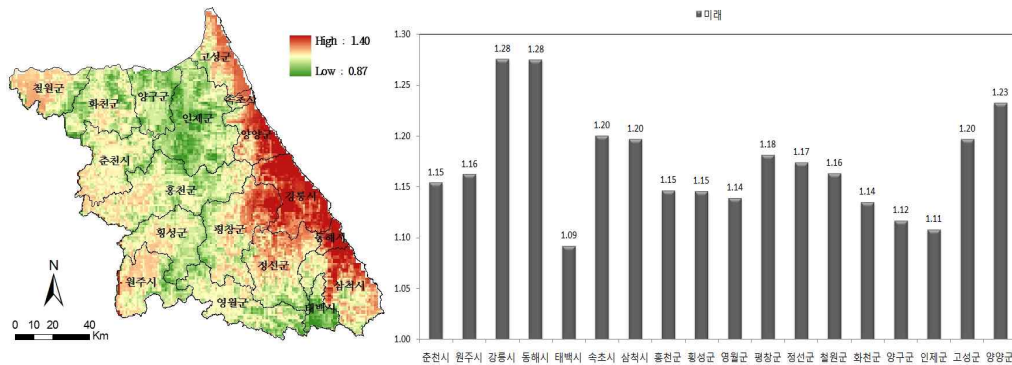 High : 1.40
Low : 0.87
고성군
철원군
속초시
양구군
화천군
인제군
양양군
춘천시
홍천군
강릉시
횡성군
평창군
동해시
정선군
원주시
삼척시
영월군
태백시
N
0 10 20 40
Km
미래
1.30
1.25
1.20
1.15
1.10
1.05
1.00
1.15 1.16 1.28 1.28 1.09 1.20 1.20 1.15 1.15 1.14 1.18 1.17 1.16 1.14 1.12 1.11 1.20 1.23
춘천시 원주시 강릉시 동해시 태백시 속초시 삼척시 홍천군 횡성군 영월군 평창군 정선군 철원군 화천군 양구군 인제군 고성군 양양군